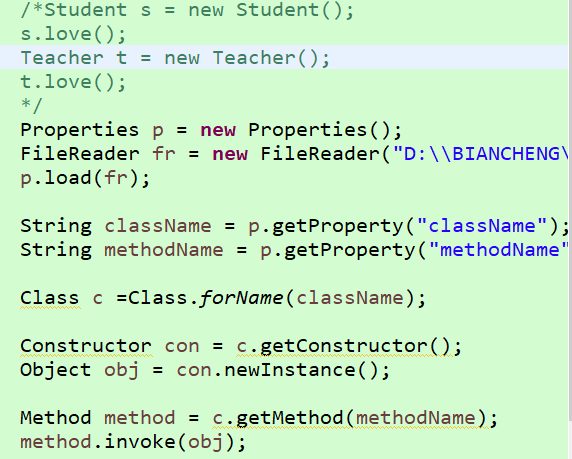 /*Student s = new Student();
s.love();
Teacher t = new Teacher();
t.love();
*/
Properties p = new Properties();
FileReader fr = new FileReader("D:\\BIANCHENG\
p.load(fr);
String className = p.getProperty("className");
String methodName = p.getProperty("methodName"
Class c =Class.forName(className);
Constructor con = c.getConstructor();
Object obj = con.newInstance();
Method method = c.getMethod(methodName);
method.invoke(obj);